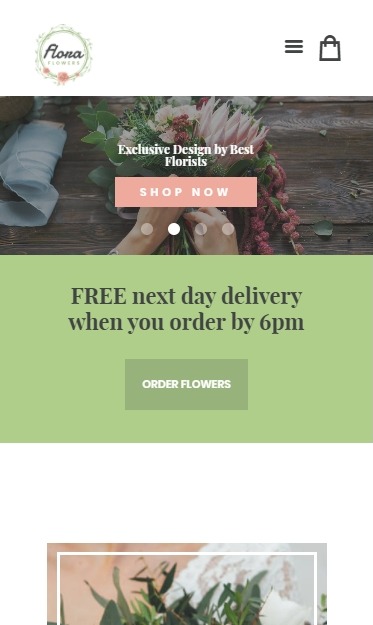 flora
FLOWERS
Exclusive Design by Best
Florists
SHOP NOW
FREE next day delivery
when you order by 6pm
ORDER FLOWERS